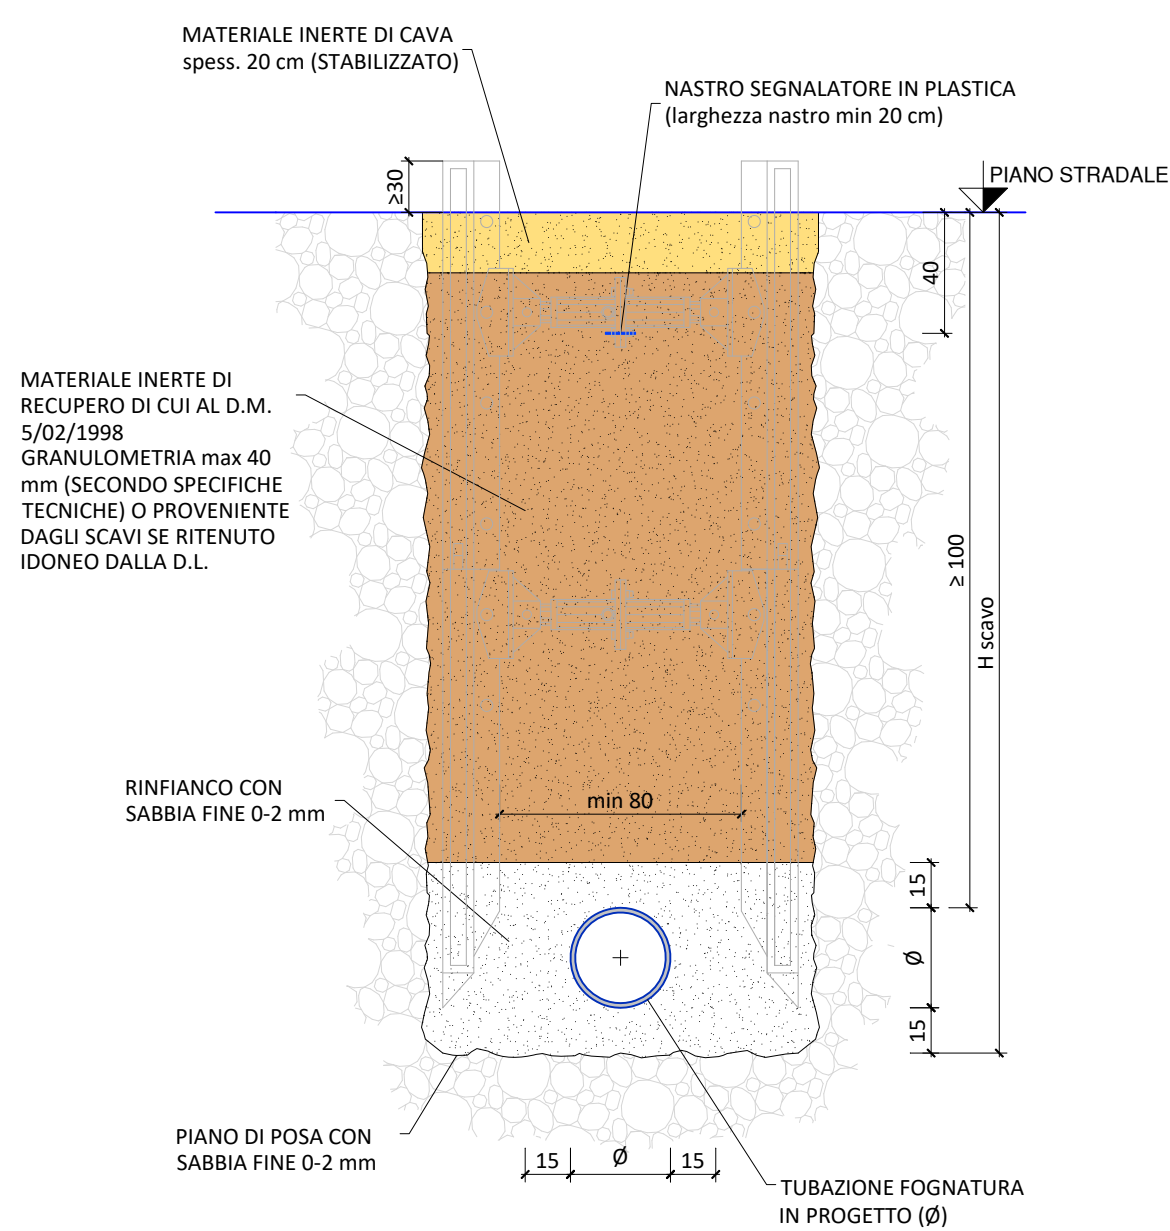 MATERIALE INERTE DI CAVA
spess. 20 cm (STABILIZZATO)
NASTRO SEGNALATORE IN PLASTICA
(larghezza nastro min 20 cm)
PIANO STRADALE
≥30
40
MATERIALE INERTE DI
RECUPERO DI CUI AL D.M.
5/02/1998
GRANULOMETRIA max 40
mm (SECONDO SPECIFICHE
TECNICHE) O PROVENIENTE
DAGLI SCAVI SE RITENUTO
IDONEO DALLA D.L.
≥ 100
H scavo
RINFIANCO CON
SABBIA FINE 0-2 mm
min 80
15
Ø
15
PIANO DI POSA CON
SABBIA FINE 0-2 mm
15
Ø
15
TUBAZIONE FOGNATURA
IN PROGETTO (Ø)